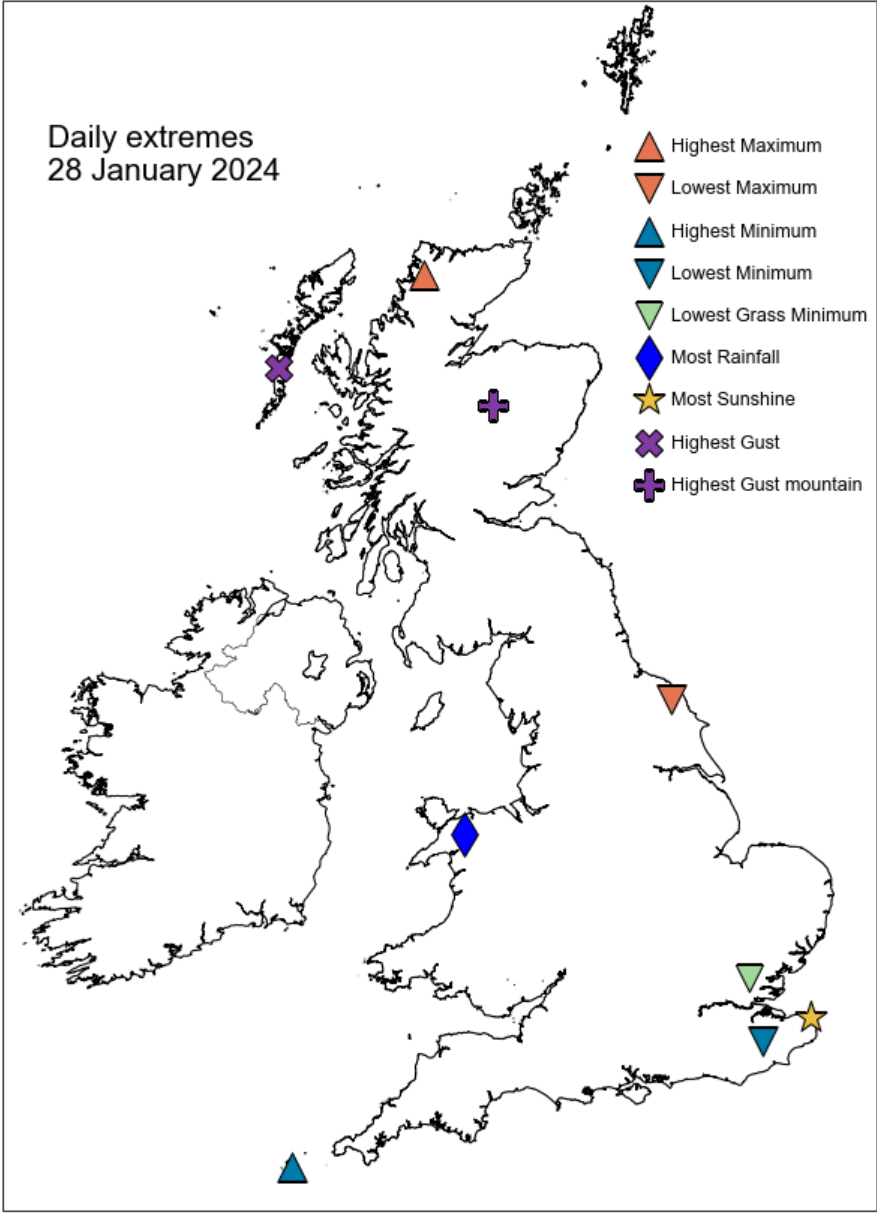 Daily extremes
28 January 2024
Highest Maximum
Lowest Maximum
Highest Minimum
Lowest Minimum
Lowest Grass Minimum
Most Rainfall
Most Sunshine
Highest Gust
Highest Gust mountain